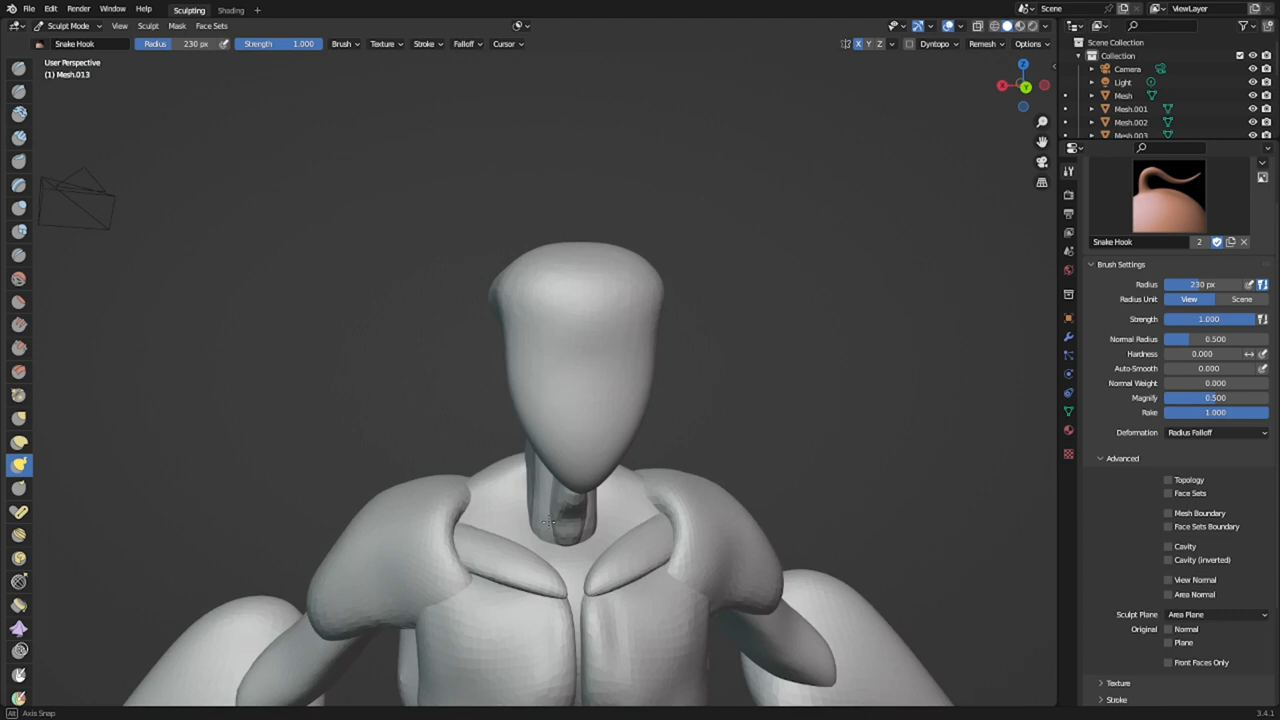 File Edit Render Window Help Sculpting Shading + Scene ViewLayer
Sculpt Mode View Sculpt Mask Face Sets
Snake Hook Radius 230 px Strength 1.000 Brush Texture Stroke Falloff Cursor X Y Z Dyntopo Remesh Options
User Perspective
(1) Mesh.013
Z
X
Y
Scene Collection
Collection
Camera
Light
Mesh
Mesh.001
Mesh.002
Mesh.003
Snake Hook 2
Brush Settings
Radius 230 px
Radius Unit View Scene
Strength 1.000
Normal Radius 0.500
Hardness 0.000
Auto-Smooth 0.000
Normal Weight 0.000
Magnify 0.500
Rake 1.000
Deformation Radius Falloff
Advanced
Topology
Face Sets
Mesh Boundary
Face Sets Boundary
Cavity
Cavity (inverted)
View Normal
Area Normal
Sculpt Plane Area Plane
Original Normal
Plane
Front Faces Only
Texture
Stroke
Alt Axis Snap 3.4.1